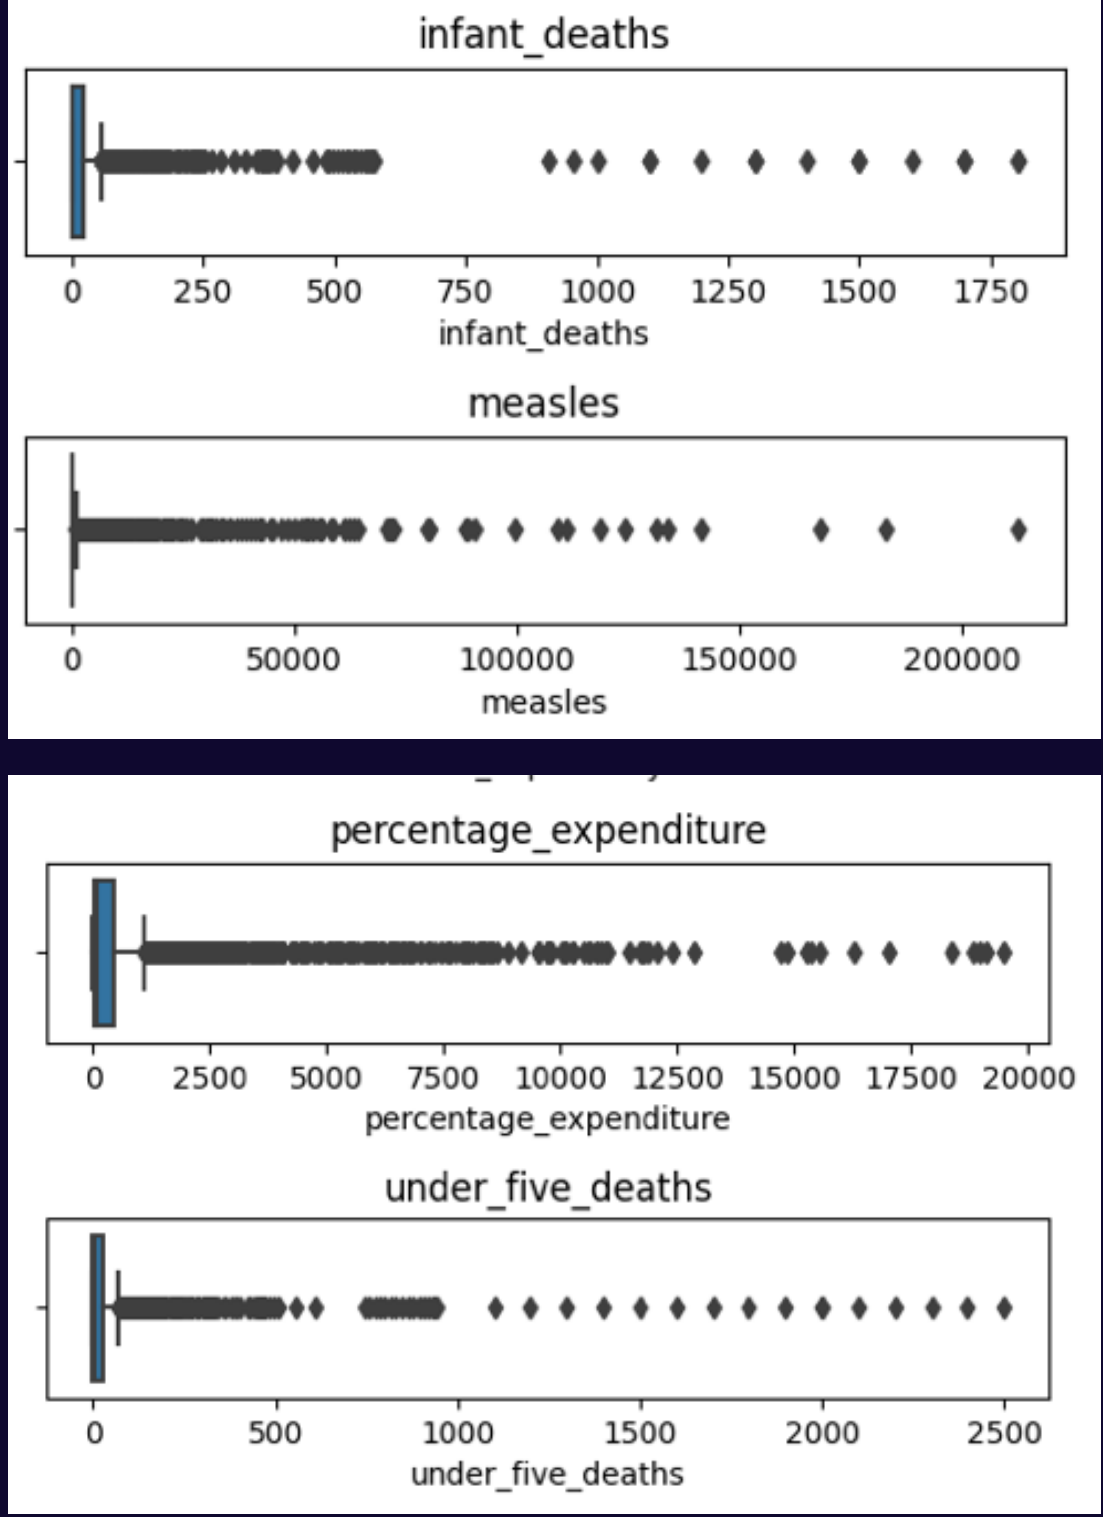 infant_deaths
0 250 500 750 1000 1250 1500 1750
infant_deaths
measles
0 50000 100000 150000 200000
measles
percentage_expenditure
0 2500 5000 7500 10000 12500 15000 17500 20000
percentage_expenditure
under_five_deaths
0 500 1000 1500 2000 2500
under_five_deaths